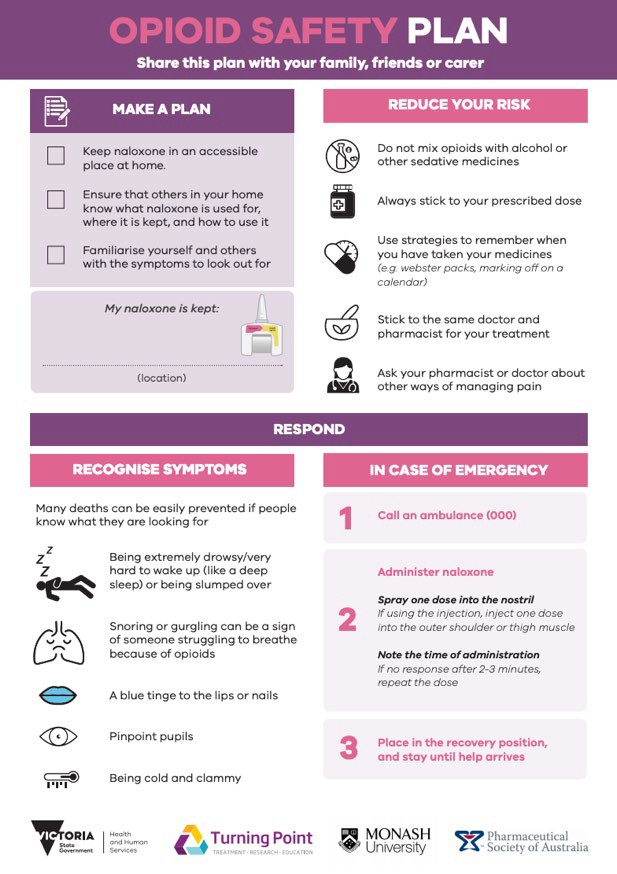 OPIOID SAFETY PLAN
Share this plan with your family, friends or carer
MAKE A PLAN
Keep naloxone in an accessible
place at home.
Ensure that others in your home
know what naloxone is used for,
where it is kept, and how to use it
Familiarise yourself and others
with the symptoms to look out for
My naloxone is kept:
(location)
REDUCE YOUR RISK
Do not mix opioids with alcohol or
other sedative medicines
Always stick to your prescribed dose
Use strategies to remember when
you have taken your medicines
(e.g. webster packs, marking off on a
calendar)
Stick to the same doctor and
pharmacist for your treatment
Ask your pharmacist or doctor about
other ways of managing pain
RESPOND
RECOGNISE SYMPTOMS
Many deaths can be easily prevented if people
know what they are looking for
z
Z
Z
Being extremely drowsy/very
hard to wake up (like a deep
sleep) or being slumped over
Snoring or gurgling can be a sign
of someone struggling to breathe
because of opioids
A blue tinge to the lips or nails
Pinpoint pupils
Being cold and clammy
IN CASE OF EMERGENCY
1
Call an ambulance (000)
2
Administer naloxone
Spray one dose into the nostril
If using the injection, inject one dose
into the outer shoulder or thigh muscle
Note the time of administration
If no response after 2-3 minutes,
repeat the dose
3
Place in the recovery position,
and stay until help arrives
VICTORIA
State
Government
Health
and Human
Services
Turning Point
TREATMENT • RESEARCH • EDUCATION
MONASH
University
Pharmaceutical
Society of Australia